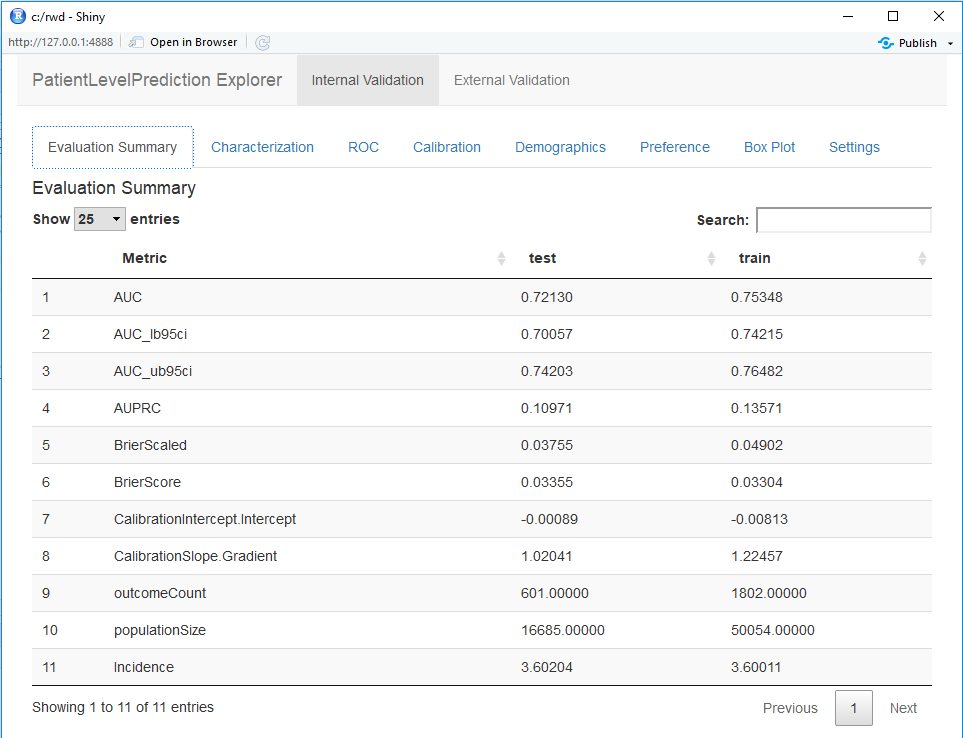 c:/rwd - Shiny
http://127.0.0.1:4888 Open in Browser Publish
PatientLevelPrediction Explorer Internal Validation External Validation
Evaluation Summary Characterization ROC Calibration Demographics Preference Box Plot Settings
Evaluation Summary
Show 25 entries Search:
Metric test train
1 AUC 0.72130 0.75348
2 AUC_lb95ci 0.70057 0.74215
3 AUC_ub95ci 0.74203 0.76482
4 AUPRC 0.10971 0.13571
5 BrierScaled 0.03755 0.04902
6 BrierScore 0.03355 0.03304
7 CalibrationIntercept.Intercept -0.00089 -0.00813
8 CalibrationSlope.Gradient 1.02041 1.22457
9 outcomeCount 601.00000 1802.00000
10 populationSize 16685.00000 50054.00000
11 Incidence 3.60204 3.60011
Showing 1 to 11 of 11 entries Previous 1 Next